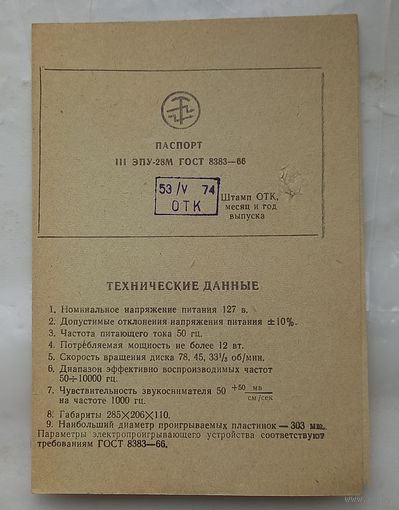 ПАСПОРТ
III ЭПУ-28М ГОСТ 8383—66
53/V 74
ОТК
Штамп ОТК,
месяц и год
выпуска
ТЕХНИЧЕСКИЕ ДАННЫЕ
1. Номинальное напряжение питания 127 в.
2. Допустимые отклонения напряжения питания ±10%.
3. Частота питающего тока 50 гц.
4. Потребляемая мощность не более 12 вт.
5. Скорость вращения диска 78, 45, 33⅓ об/мин.
6. Диапазон эффективно воспроизводимых частот
50÷10000 гц.
7. Чувствительность звукоснимателя 50 +50 мв
на частоте 1000 гц. см/сек
8. Габариты 285×206×110.
9. Наибольший диаметр проигрываемых пластинок — 303 мм.
Параметры электропроигрывающего устройства соответствуют
требованиям ГОСТ 8383—66.